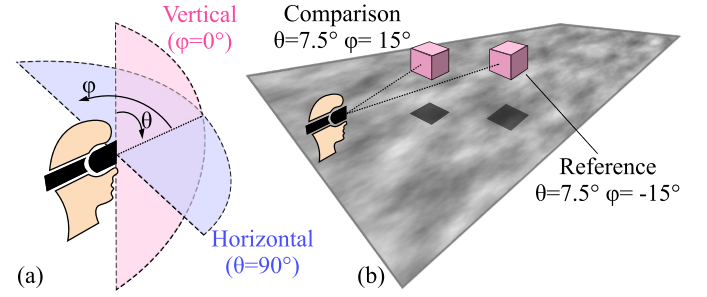 Vertical
(φ=0°)
φ
θ
Horizontal
(θ=90°)
(a)
Comparison
θ=7.5° φ= 15°
Reference
θ=7.5° φ= -15°
(b)